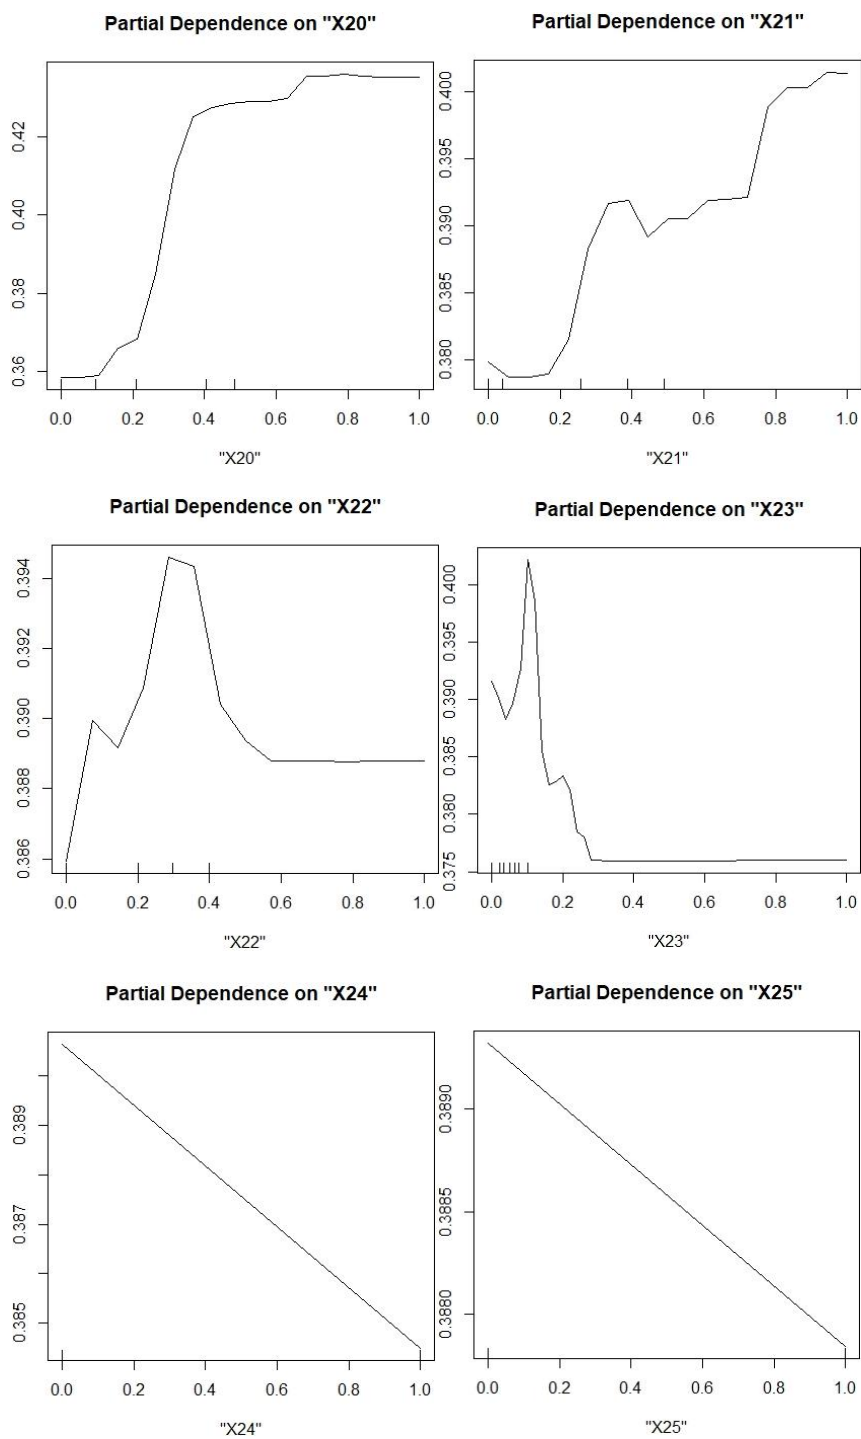 Partial Dependence on "X20"
0.42
0.40
0.38
0.36
0.0 0.2 0.4 0.6 0.8 1.0
"X20"
Partial Dependence on "X21"
0.400
0.395
0.390
0.385
0.380
0.0 0.2 0.4 0.6 0.8 1.0
"X21"
Partial Dependence on "X22"
0.394
0.392
0.390
0.388
0.386
0.0 0.2 0.4 0.6 0.8 1.0
"X22"
Partial Dependence on "X23"
0.400
0.395
0.390
0.385
0.380
0.375
0.0 0.2 0.4 0.6 0.8 1.0
"X23"
Partial Dependence on "X24"
0.389
0.387
0.385
0.0 0.2 0.4 0.6 0.8 1.0
"X24"
Partial Dependence on "X25"
0.3890
0.3885
0.3880
0.0 0.2 0.4 0.6 0.8 1.0
"X25"